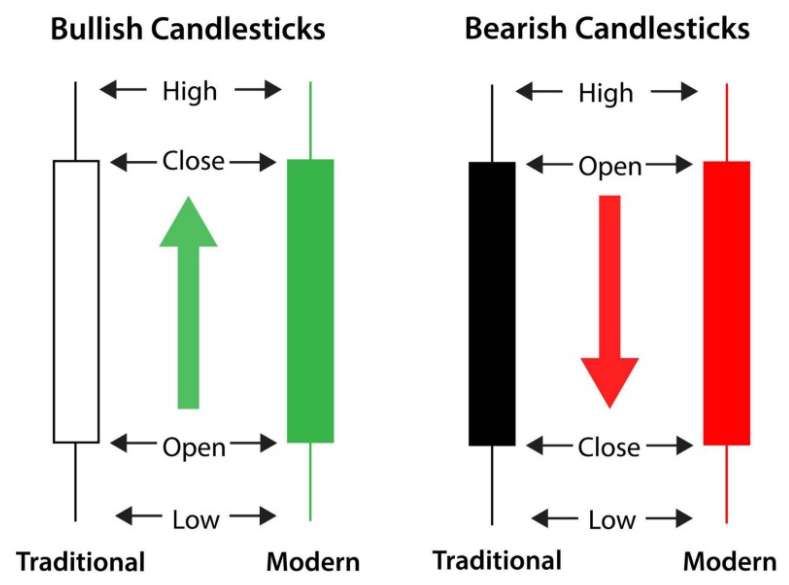 Bullish Candlesticks
High
Close
Open
Low
Traditional Modern
Bearish Candlesticks
High
Open
Close
Low
Traditional Modern